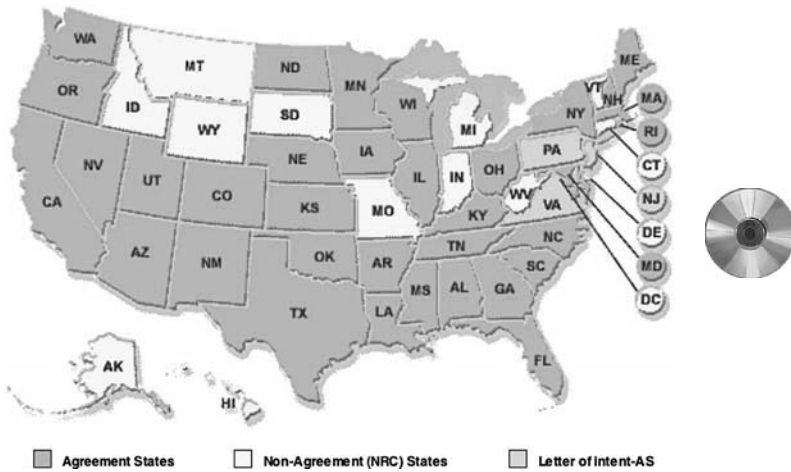 WA
MT
ND
MN
ME
VT
NH
MA
OR
ID
SD
WI
NY
RI
WY
MI
CT
NV
NE
IA
PA
NJ
UT
CO
IL
IN
OH
WV
VA
DE
CA
KS
MO
KY
MD
AZ
NM
OK
AR
TN
NC
SC
DC
MS
AL
GA
TX
LA
FL
AK
HI
Agreement States Non-Agreement (NRC) States Letter of intent-AS